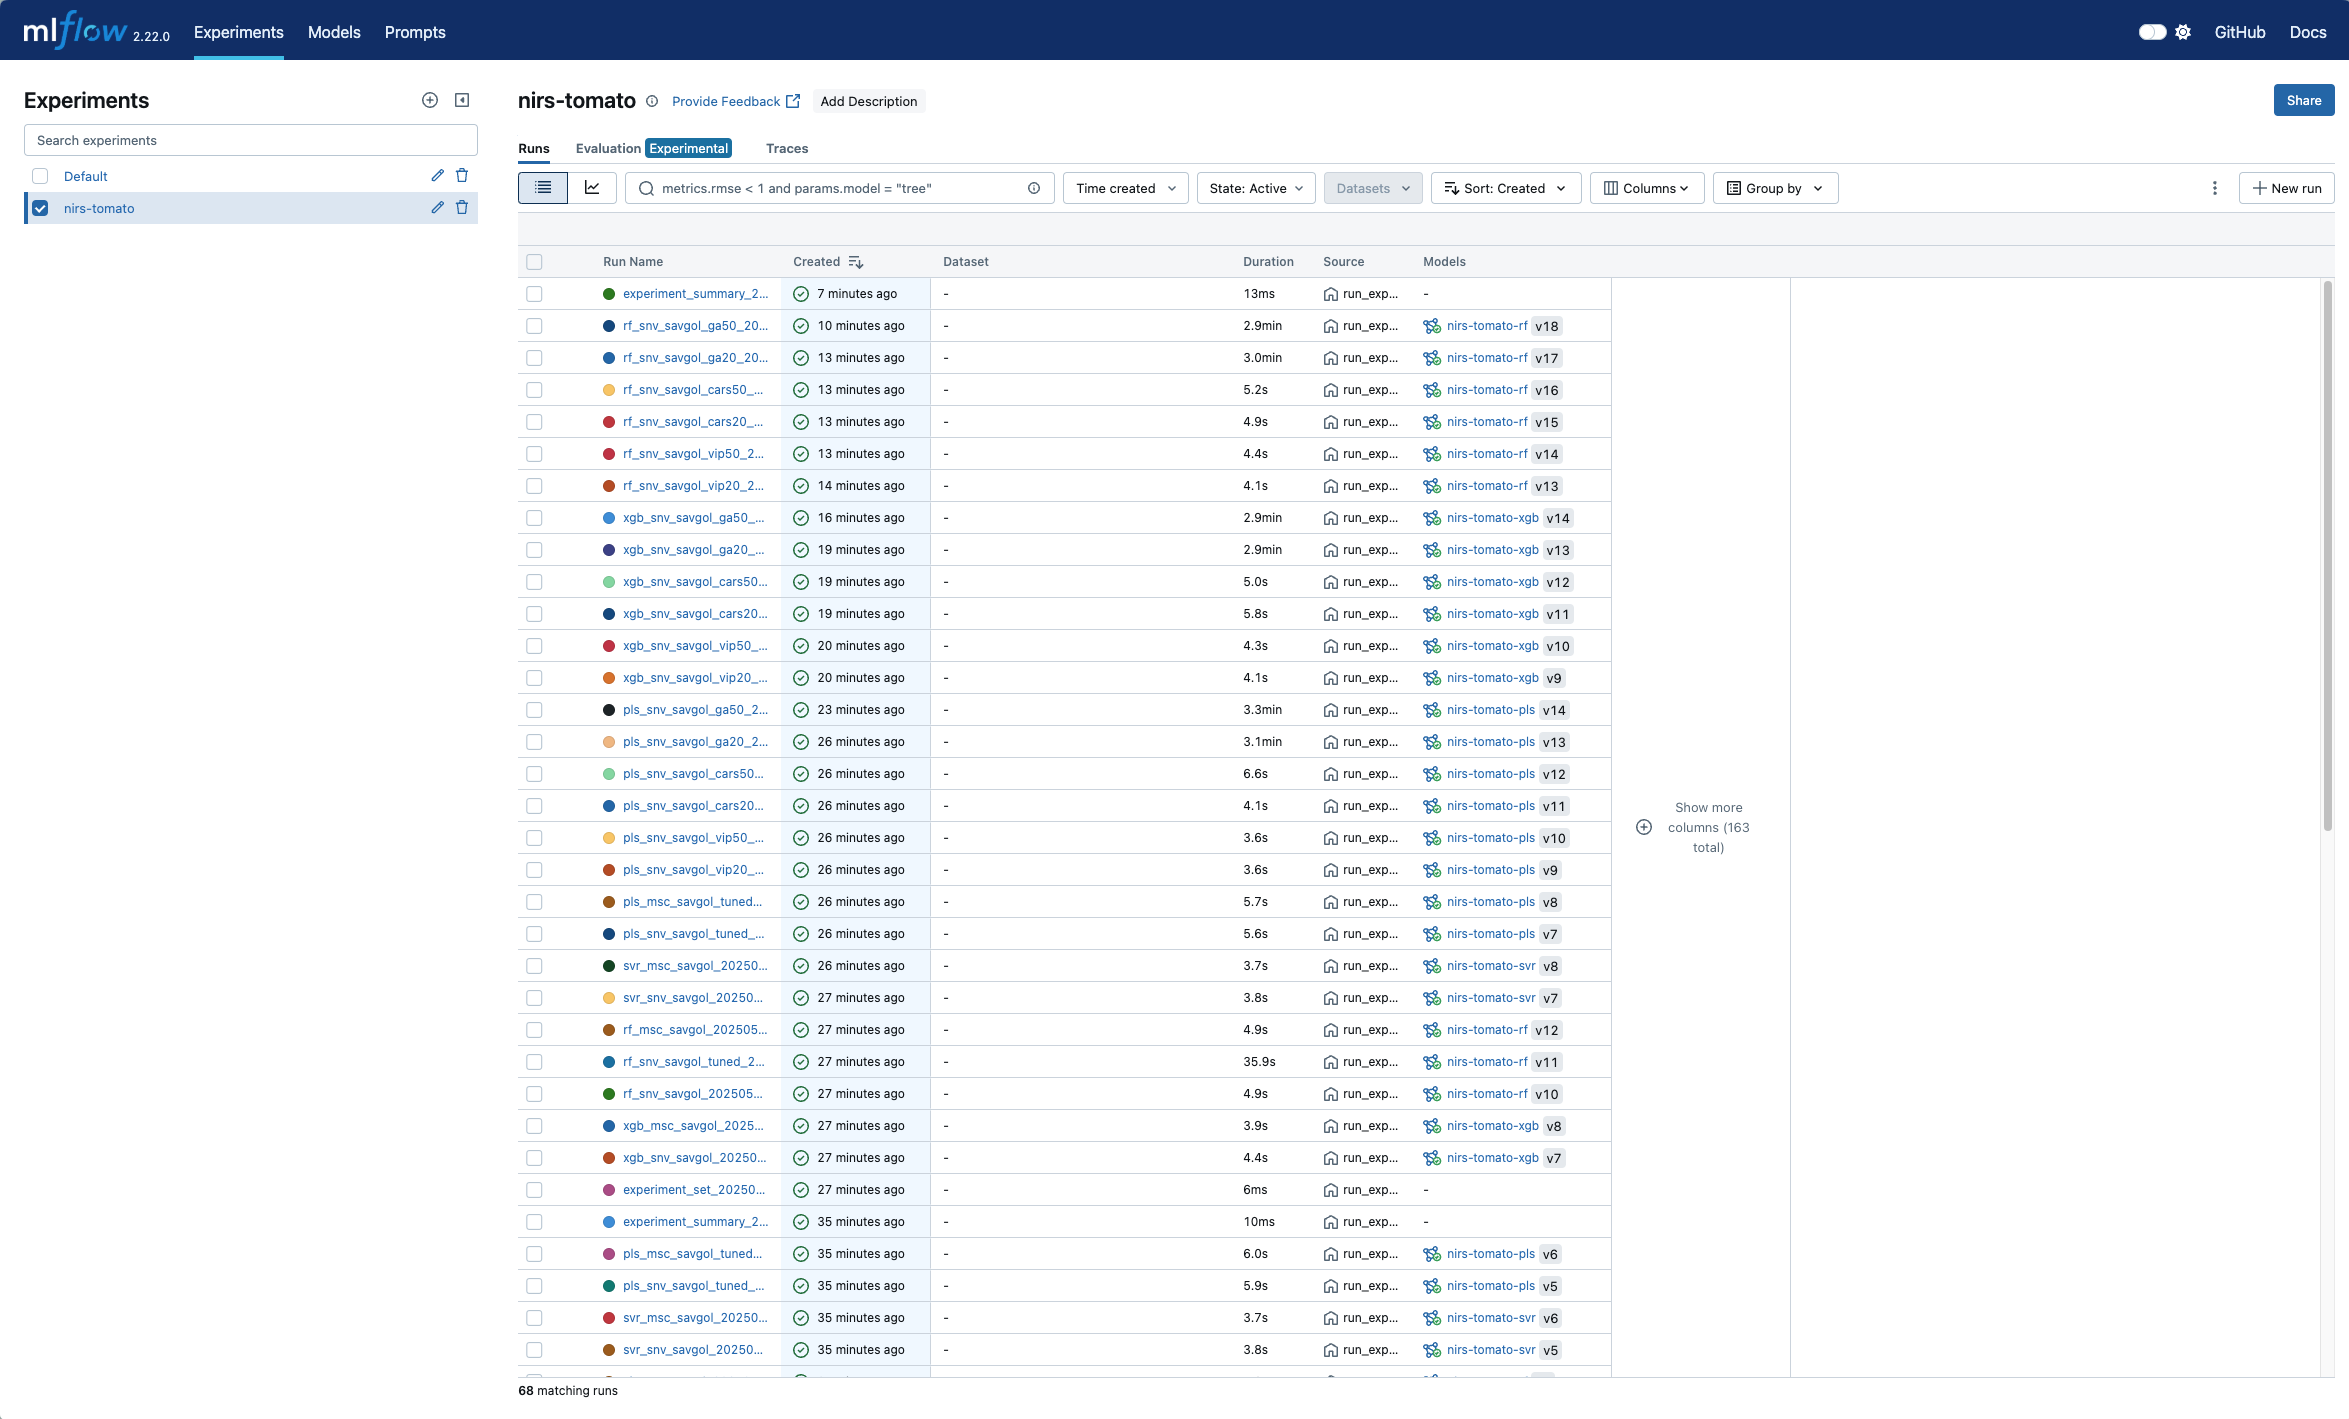 mlflow 2.22.0 Experiments Models Prompts GitHub Docs
Experiments
Search experiments
Default
nirs-tomato
nirs-tomato Provide Feedback Add Description Share
Runs Evaluation Experimental Traces
metrics.rmse < 1 and params.model = "tree" Time created State: Active Datasets Sort: Created Columns Group by New run
Run Name Created Dataset Duration Source Models
experiment_summary_2... 7 minutes ago - 13ms run_exp... -
rf_snv_savgol_ga50_20... 10 minutes ago - 2.9min run_exp... nirs-tomato-rf v18
rf_snv_savgol_ga20_20... 13 minutes ago - 3.0min run_exp... nirs-tomato-rf v17
rf_snv_savgol_cars50_... 13 minutes ago - 5.2s run_exp... nirs-tomato-rf v16
rf_snv_savgol_cars20_... 13 minutes ago - 4.9s run_exp... nirs-tomato-rf v15
rf_snv_savgol_vip50_2... 13 minutes ago - 4.4s run_exp... nirs-tomato-rf v14
rf_snv_savgol_vip20_2... 14 minutes ago - 4.1s run_exp... nirs-tomato-rf v13
xgb_snv_savgol_ga50_... 16 minutes ago - 2.9min run_exp... nirs-tomato-xgb v14
xgb_snv_savgol_ga20_... 19 minutes ago - 2.9min run_exp... nirs-tomato-xgb v13
xgb_snv_savgol_cars50... 19 minutes ago - 5.0s run_exp... nirs-tomato-xgb v12
xgb_snv_savgol_cars20... 19 minutes ago - 5.8s run_exp... nirs-tomato-xgb v11
xgb_snv_savgol_vip50_... 20 minutes ago - 4.3s run_exp... nirs-tomato-xgb v10
xgb_snv_savgol_vip20_... 20 minutes ago - 4.1s run_exp... nirs-tomato-xgb v9
pls_snv_savgol_ga50_2... 23 minutes ago - 3.3min run_exp... nirs-tomato-pls v14
pls_snv_savgol_ga20_2... 26 minutes ago - 3.1min run_exp... nirs-tomato-pls v13
pls_snv_savgol_cars50... 26 minutes ago - 6.6s run_exp... nirs-tomato-pls v12
pls_snv_savgol_cars20... 26 minutes ago - 4.1s run_exp... nirs-tomato-pls v11
pls_snv_savgol_vip50_... 26 minutes ago - 3.6s run_exp... nirs-tomato-pls v10
pls_snv_savgol_vip20_... 26 minutes ago - 3.6s run_exp... nirs-tomato-pls v9
pls_msc_savgol_tuned... 26 minutes ago - 5.7s run_exp... nirs-tomato-pls v8
pls_snv_savgol_tuned_... 26 minutes ago - 5.6s run_exp... nirs-tomato-pls v7
svr_msc_savgol_20250... 26 minutes ago - 3.7s run_exp... nirs-tomato-svr v8
svr_snv_savgol_20250... 27 minutes ago - 3.8s run_exp... nirs-tomato-svr v7
rf_msc_savgol_202505... 27 minutes ago - 4.9s run_exp... nirs-tomato-rf v12
rf_snv_savgol_tuned_2... 27 minutes ago - 35.9s run_exp... nirs-tomato-rf v11
rf_snv_savgol_202505... 27 minutes ago - 4.9s run_exp... nirs-tomato-rf v10
xgb_msc_savgol_2025... 27 minutes ago - 3.9s run_exp... nirs-tomato-xgb v8
xgb_snv_savgol_20250... 27 minutes ago - 4.4s run_exp... nirs-tomato-xgb v7
experiment_set_20250... 27 minutes ago - 6ms run_exp... -
experiment_summary_2... 35 minutes ago - 10ms run_exp... -
pls_msc_savgol_tuned... 35 minutes ago - 6.0s run_exp... nirs-tomato-pls v6
pls_snv_savgol_tuned_... 35 minutes ago - 5.9s run_exp... nirs-tomato-pls v5
svr_msc_savgol_20250... 35 minutes ago - 3.7s run_exp... nirs-tomato-svr v6
svr_snv_savgol_20250... 35 minutes ago - 3.8s run_exp... nirs-tomato-svr v5
Show more
columns (163
total)
68 matching runs